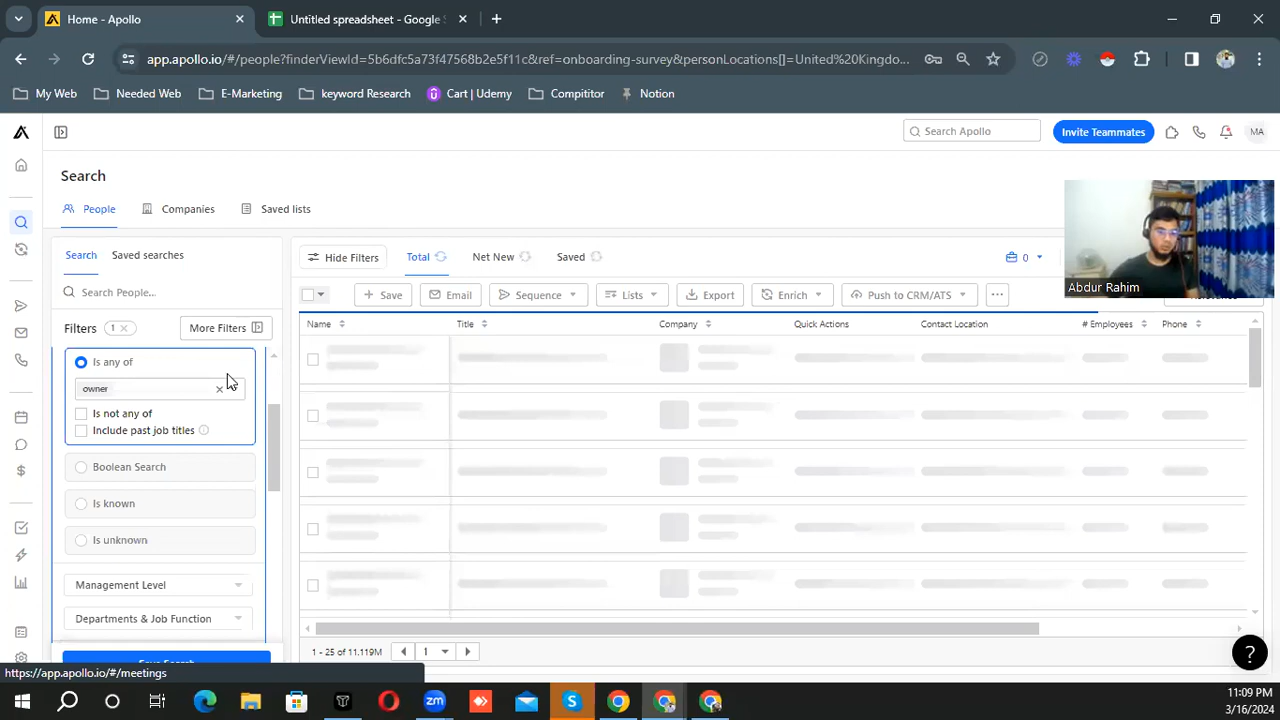 Home - Apollo
Untitled spreadsheet - Google S
app.apollo.io/#/people?finderViewId=5b6dfc5a73f47568b2e5f11c&ref=onboarding-survey&personLocations[]=United%20Kingdo...
My Web
Needed Web
E-Marketing
keyword Research
Cart | Udemy
Compititor
Notion
Search Apollo
Invite Teammates
MA
Search
People
Companies
Saved lists
Search
Saved searches
Hide Filters
Total
Net New
Saved
0
Search People...
Save
Email
Sequence
Lists
Export
Enrich
Push to CRM/ATS
Abdur Rahim
Filters
1
More Filters
Name
Title
Company
Quick Actions
Contact Location
# Employees
Phone
Is any of
owner
Is not any of
Include past job titles
Boolean Search
Is known
Is unknown
Management Level
Departments & Job Function
1 - 25 of 11.119M
1
https://app.apollo.io/#/meetings
11:09 PM
3/16/2024